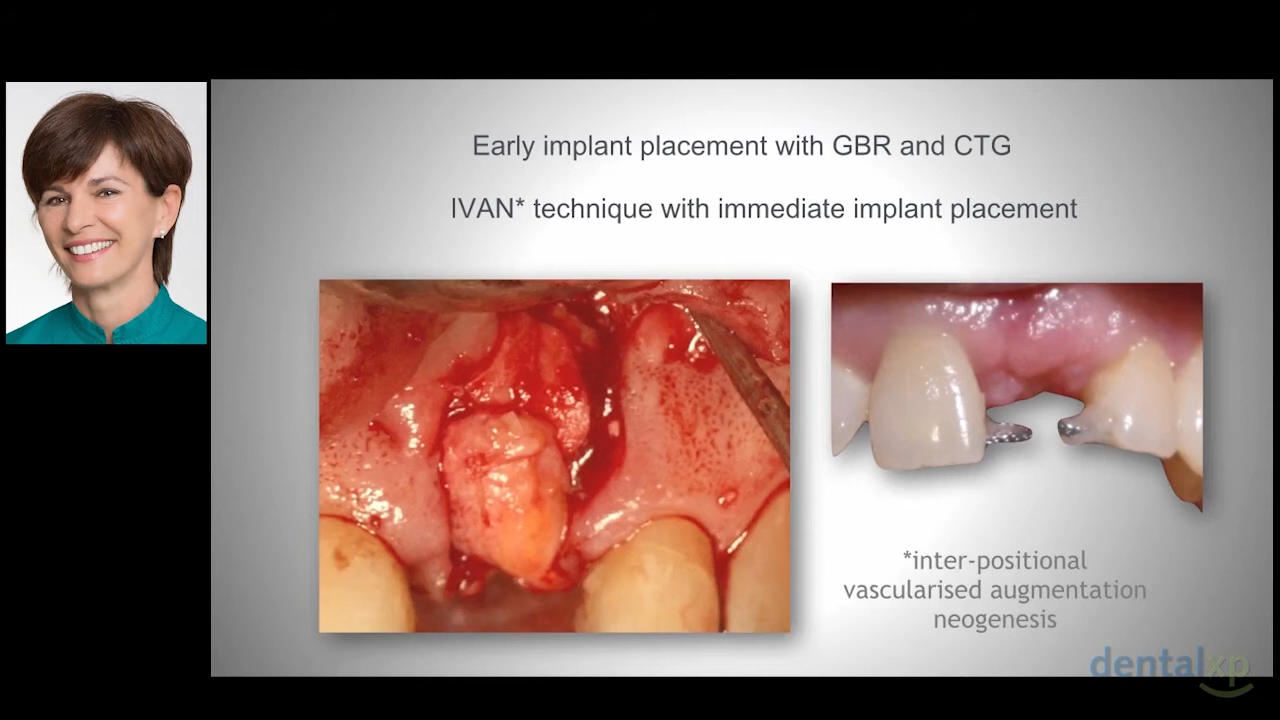 Early implant placement with GBR and CTG
IVAN* technique with immediate implant placement
*inter-positional
vascularised augmentation
neogenesis
dentalxp